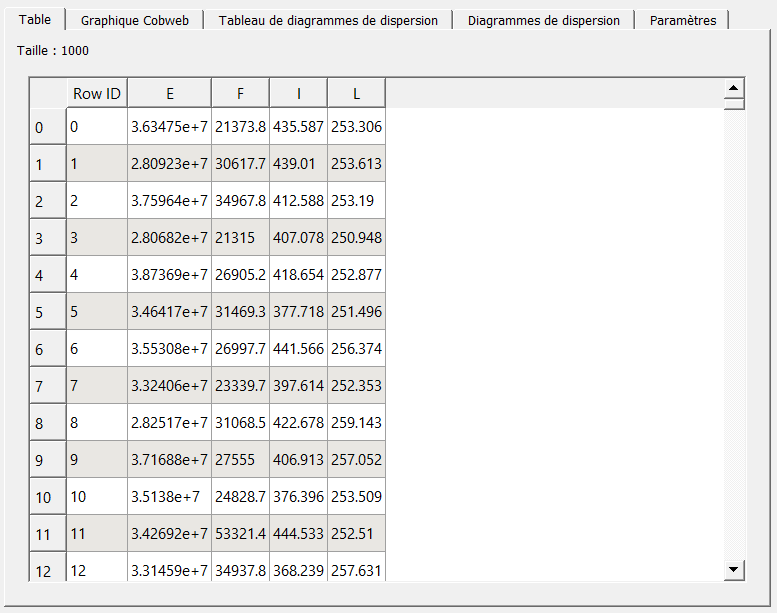 Table Graphique Cobweb Tableau de diagrammes de dispersion Diagrammes de dispersion Paramètres
Taille : 1000
Row ID E F I L
0 0 3.63475e+7 21373.8 435.587 253.306
1 1 2.80923e+7 30617.7 439.01 253.613
2 2 3.75964e+7 34967.8 412.588 253.19
3 3 2.80682e+7 21315 407.078 250.948
4 4 3.87369e+7 26905.2 418.654 252.877
5 5 3.46417e+7 31469.3 377.718 251.496
6 6 3.55308e+7 26997.7 441.566 256.374
7 7 3.32406e+7 23339.7 397.614 252.353
8 8 2.82517e+7 31068.5 422.678 259.143
9 9 3.71688e+7 27555 406.913 257.052
10 10 3.5138e+7 24828.7 376.396 253.509
11 11 3.42692e+7 53321.4 444.533 252.51
12 12 3.31459e+7 34937.8 368.239 257.631